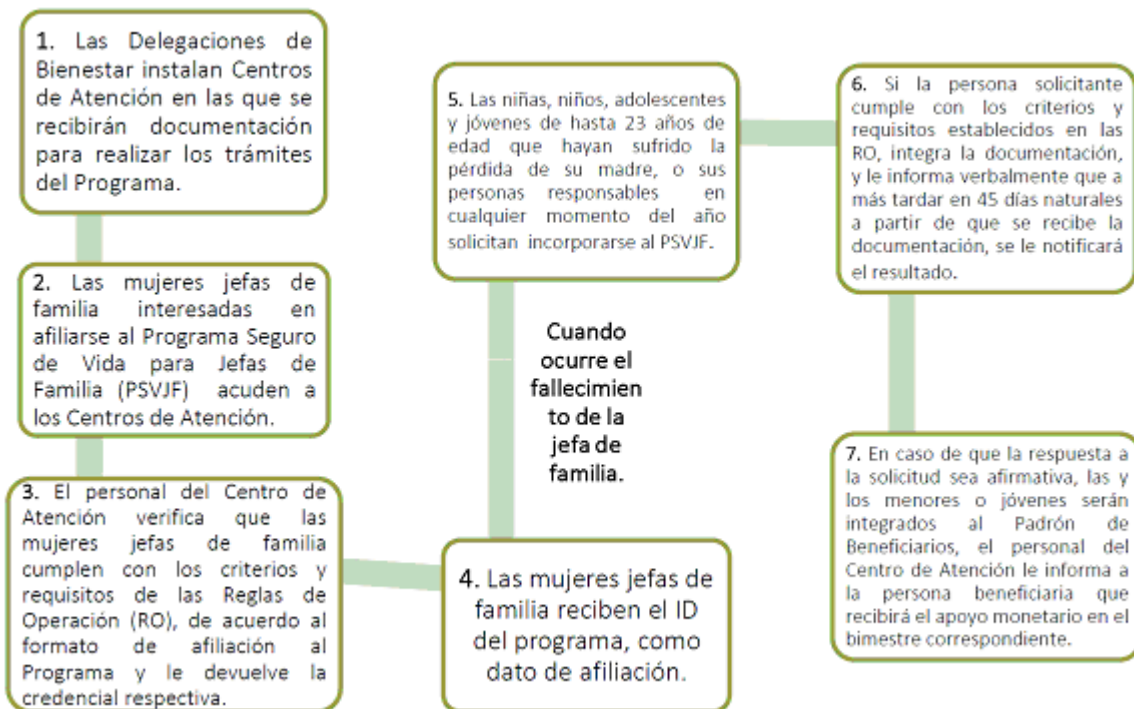 1. Las Delegaciones de
Bienestar instalan Centros
de Atención en las que se
recibirán documentación
para realizar los trámites
del Programa.
2. Las mujeres jefas de
familia interesadas en
afiliarse al Programa Seguro
de Vida para Jefas de
Familia (PSVJF) acuden a
los Centros de Atención.
3. El personal del Centro de
Atención verifica que las
mujeres jefas de familia
cumplen con los criterios y
requisitos de las Reglas de
Operación (RO), de acuerdo al
formato de afiliación al
Programa y le devuelve la
credencial respectiva.
4. Las mujeres jefas de
familia reciben el ID
del programa, como
dato de afiliación.
Cuando
ocurre el
fallecimien
to de la
jefa de
familia.
5. Las niñas, niños, adolescentes
y jóvenes de hasta 23 años de
edad que hayan sufrido la
pérdida de su madre, o sus
personas responsables en
cualquier momento del año
solicitan incorporarse al PSVJF.
6. Si la persona solicitante
cumple con los criterios y
requisitos establecidos en las
RO, integra la documentación,
y le informa verbalmente que a
más tardar en 45 días naturales
a partir de que se recibe la
documentación, se le notificará
el resultado.
7. En caso de que la respuesta a
la solicitud sea afirmativa, las y
los menores o jóvenes serán
integrados al Padrón de
Beneficiarios, el personal del
Centro de Atención le informa a
la persona beneficiaria que
recibirá el apoyo monetario en el
bimestre correspondiente.